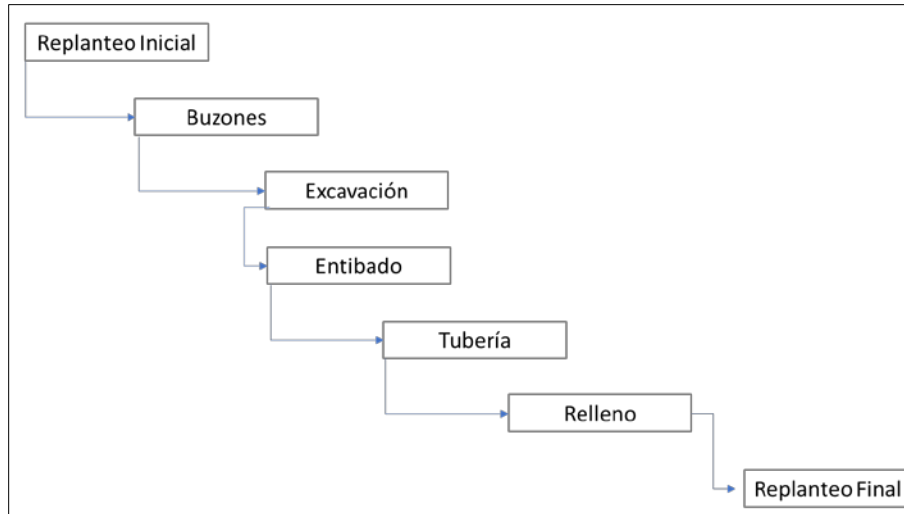 Replanteo Inicial
Buzones
Excavación
Entibado
Tubería
Relleno
Replanteo Final